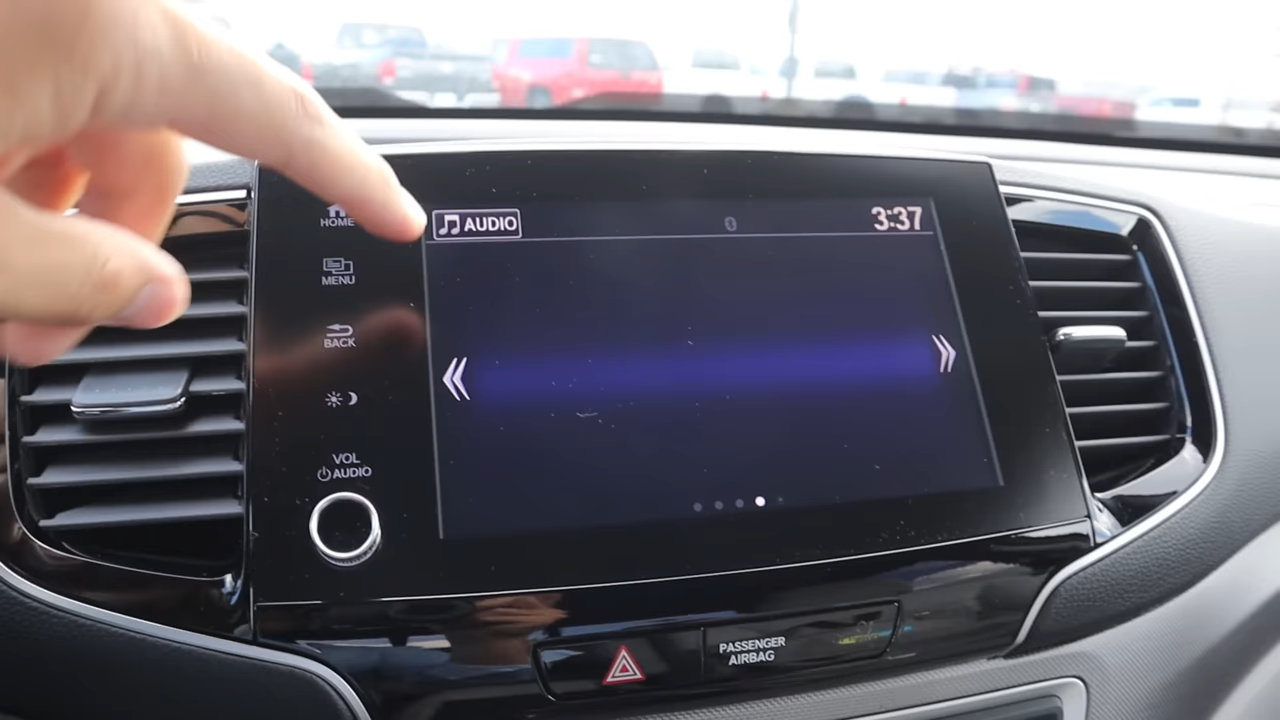 HOME
AUDIO
3:37
MENU
BACK
VOL
AUDIO
PASSENGER
AIRBAG